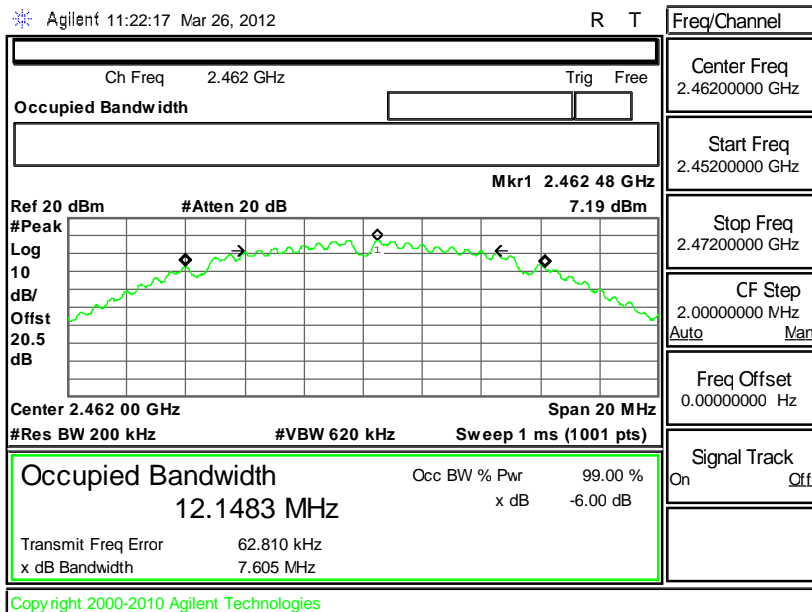 Agilent 11:22:17 Mar 26, 2012 R T
Ch Freq 2.462 GHz Trig Free
Occupied Bandwidth
Mkr1 2.462 48 GHz
Ref 20 dBm #Atten 20 dB 7.19 dBm
#Peak
Log
10
dB/
Offst
20.5
dB
1
Center 2.462 00 GHz Span 20 MHz
#Res BW 200 kHz #VBW 620 kHz Sweep 1 ms (1001 pts)
Occupied Bandwidth
12.1483 MHz
Occ BW % Pwr 99.00 %
x dB -6.00 dB
Transmit Freq Error 62.810 kHz
x dB Bandwidth 7.605 MHz
Copyright 2000-2010 Agilent Technologies
Freq/Channel
Center Freq
2.46200000 GHz
Start Freq
2.45200000 GHz
Stop Freq
2.47200000 GHz
CF Step
2.00000000 MHz
Auto Man
Freq Offset
0.00000000 Hz
Signal Track
On Off